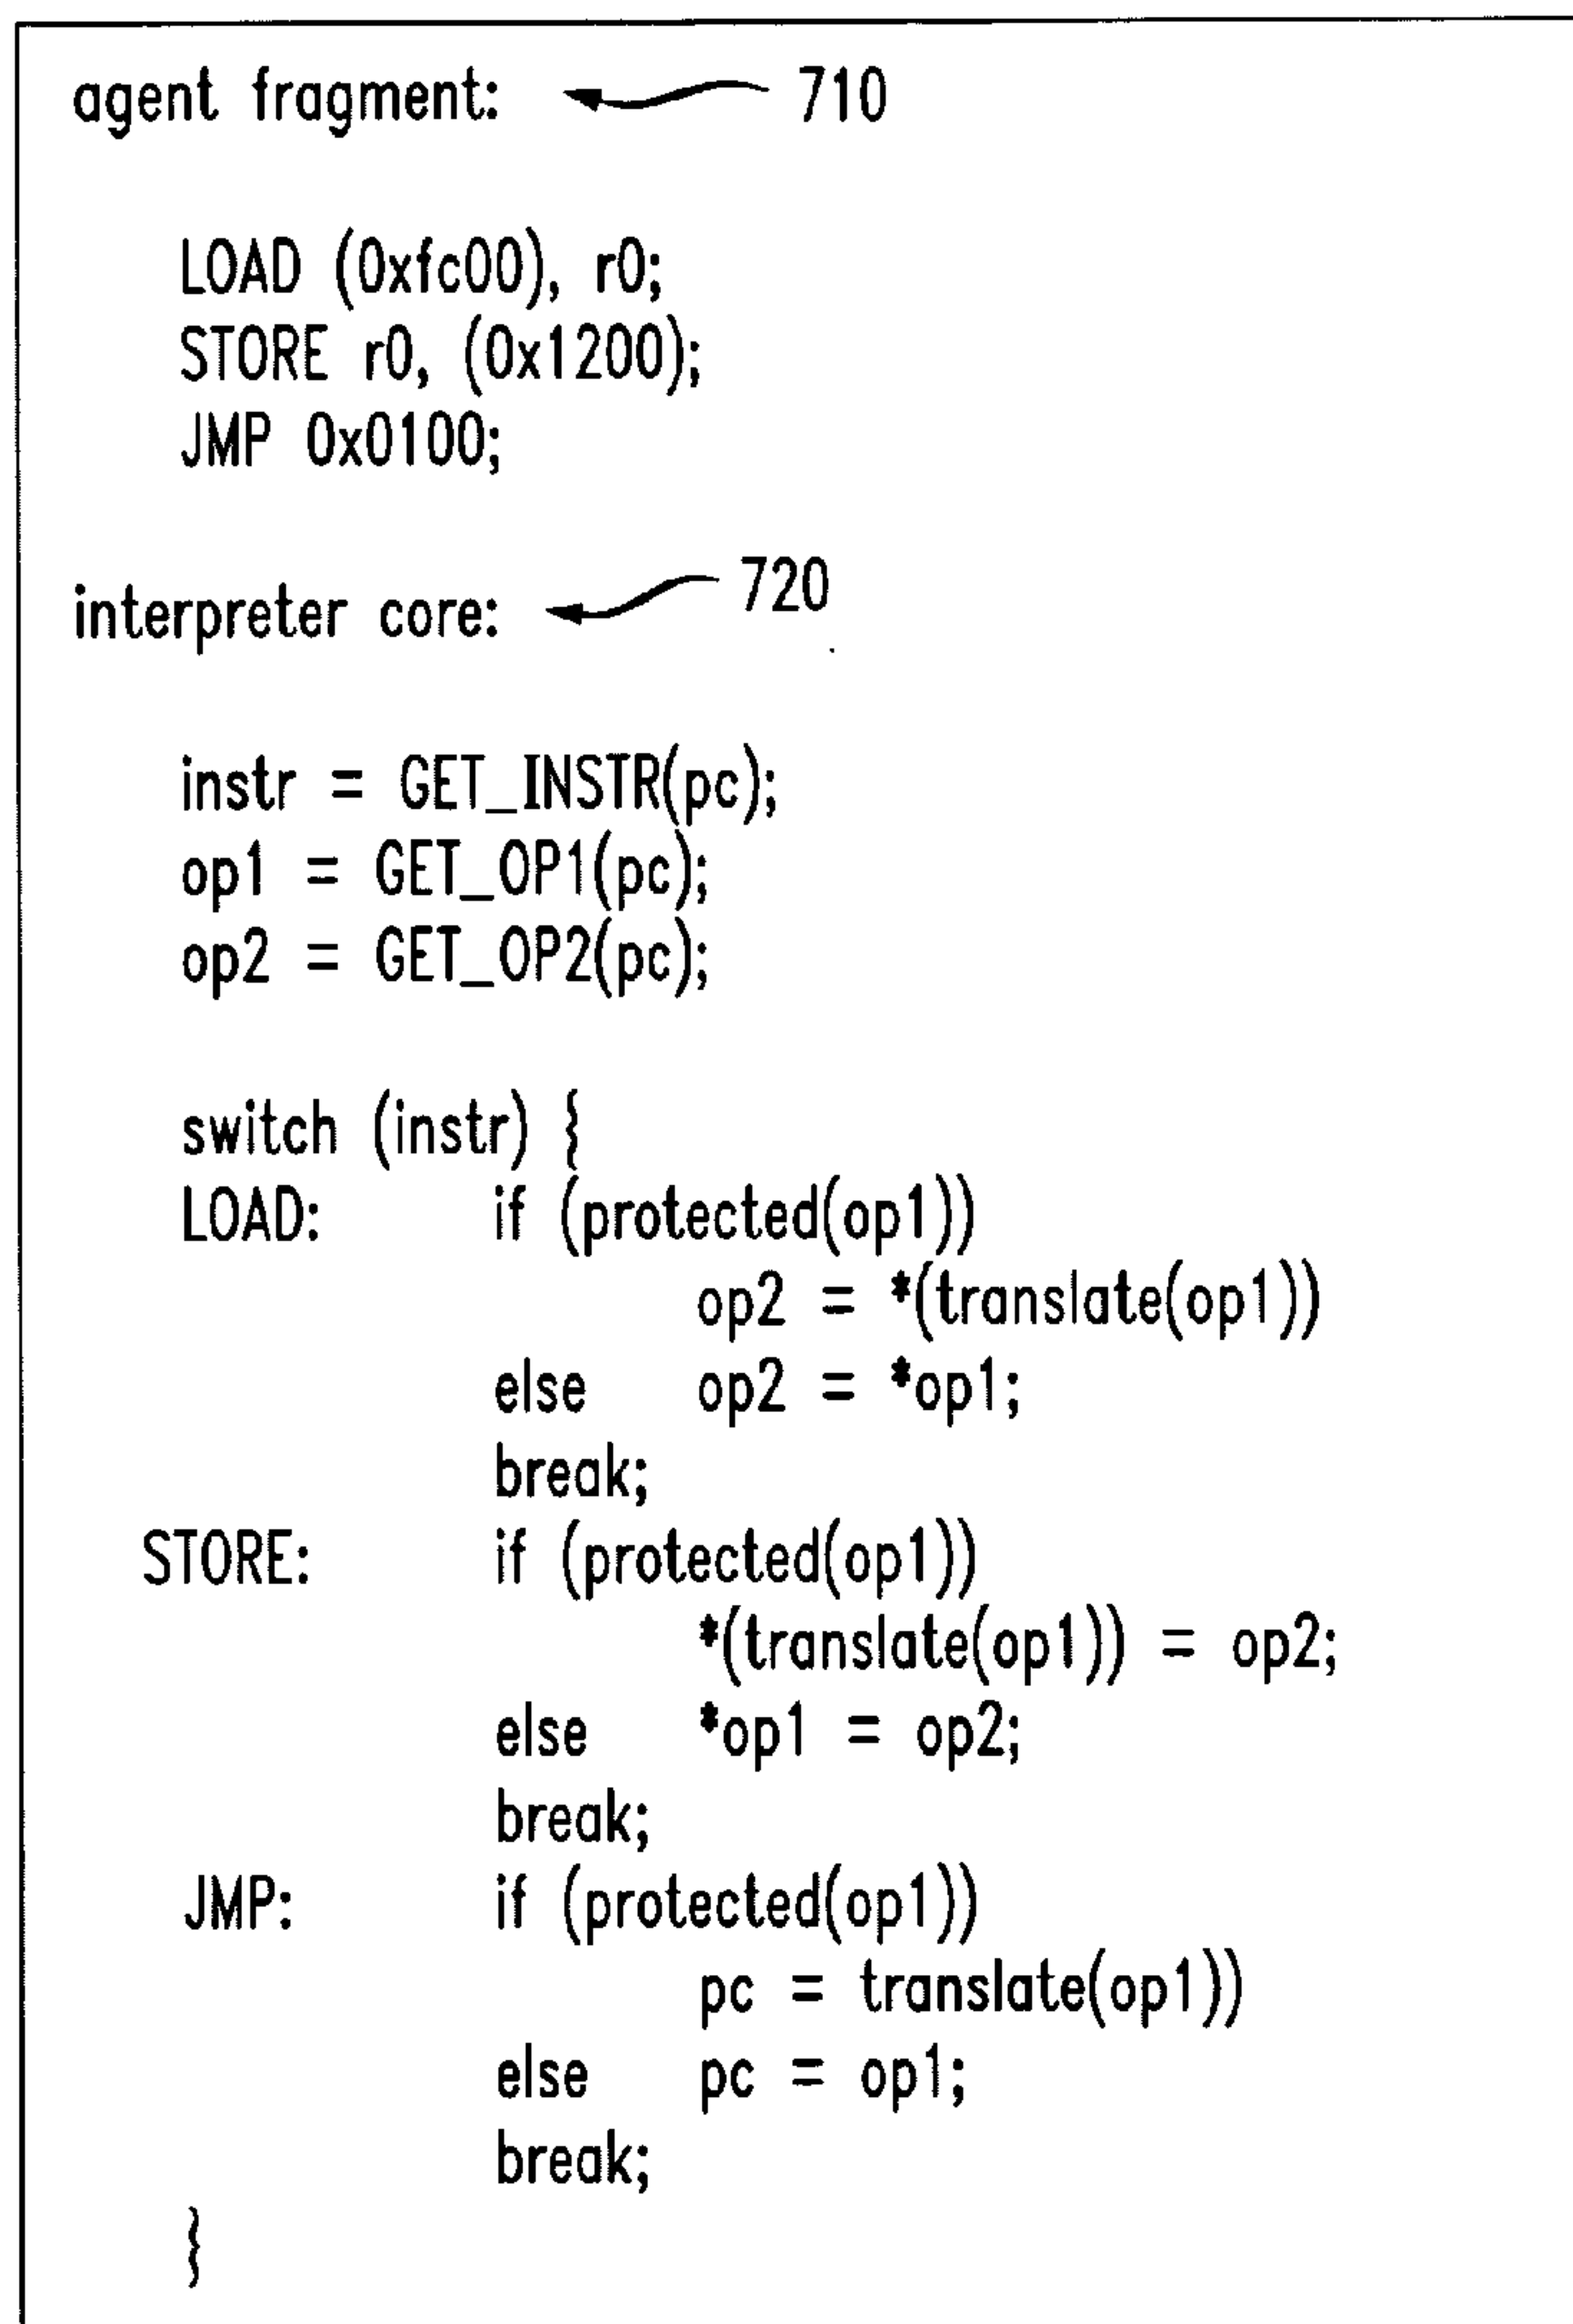 agent fragment: 710
LOAD (0xfc00), r0;
STORE r0, (0x1200);
JMP 0x0100;
interpreter core: 720
instr = GET_INSTR(pc);
op1 = GET_OP1(pc);
op2 = GET_OP2(pc);
switch (instr) {
LOAD: if (protected(op1))
op2 = *(translate(op1))
else op2 = *op1;
break;
STORE: if (protected(op1))
*(translate(op1)) = op2;
else *op1 = op2;
break;
JMP: if (protected(op1))
pc = translate(op1))
else pc = op1;
break;
}